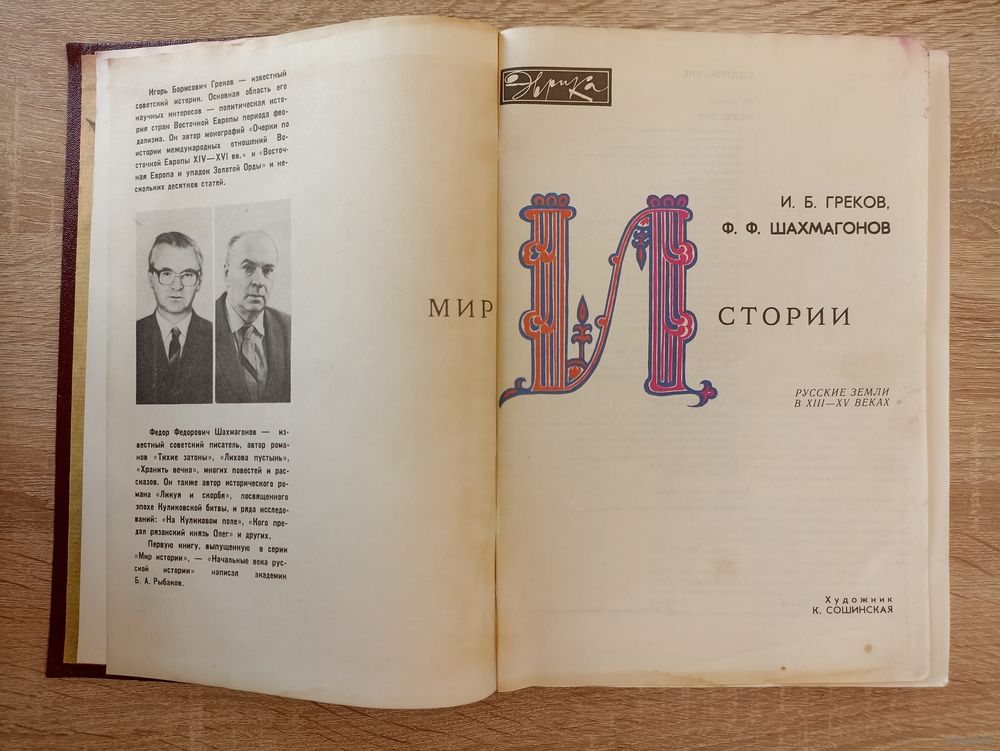 Игорь Борисович Греков — известный
советский историк. Основная область его
научных интересов — политическая исто-
рия стран Восточной Европы периода фео-
дализма. Он автор монографий «Очерки по
истории международных отношений Во-
сточной Европы XIV—XVI вв.» и «Восточ-
ная Европа и упадок Золотой Орды» и не-
скольких десятков статей.
Федор Федорович Шахмагонов — из-
вестный советский писатель, автор рома-
нов «Тихие затоны», «Лихова пустынь»,
«Хранить вечно», многих повестей и рас-
сказов. Он также автор исторического ро-
мана «Ликуя и скорбя», посвященного
эпохе Куликовской битвы, и ряда исследо-
ваний: «На Куликовом поле», «Кого пре-
дал рязанский князь Олег» и других.
Первую книгу, выпущенную в серии
«Мир истории», — «Начальные века рус-
ской истории» написал академик
Б. А. Рыбаков.
Эврика
И. Б. ГРЕКОВ,
Ф. Ф. ШАХМАГОНОВ
МИР ИСТОРИИ
РУССКИЕ ЗЕМЛИ
В XIII—XV ВЕКАХ
Художник
К. СОШИНСКАЯ
СОДЕРЖАНИЕ